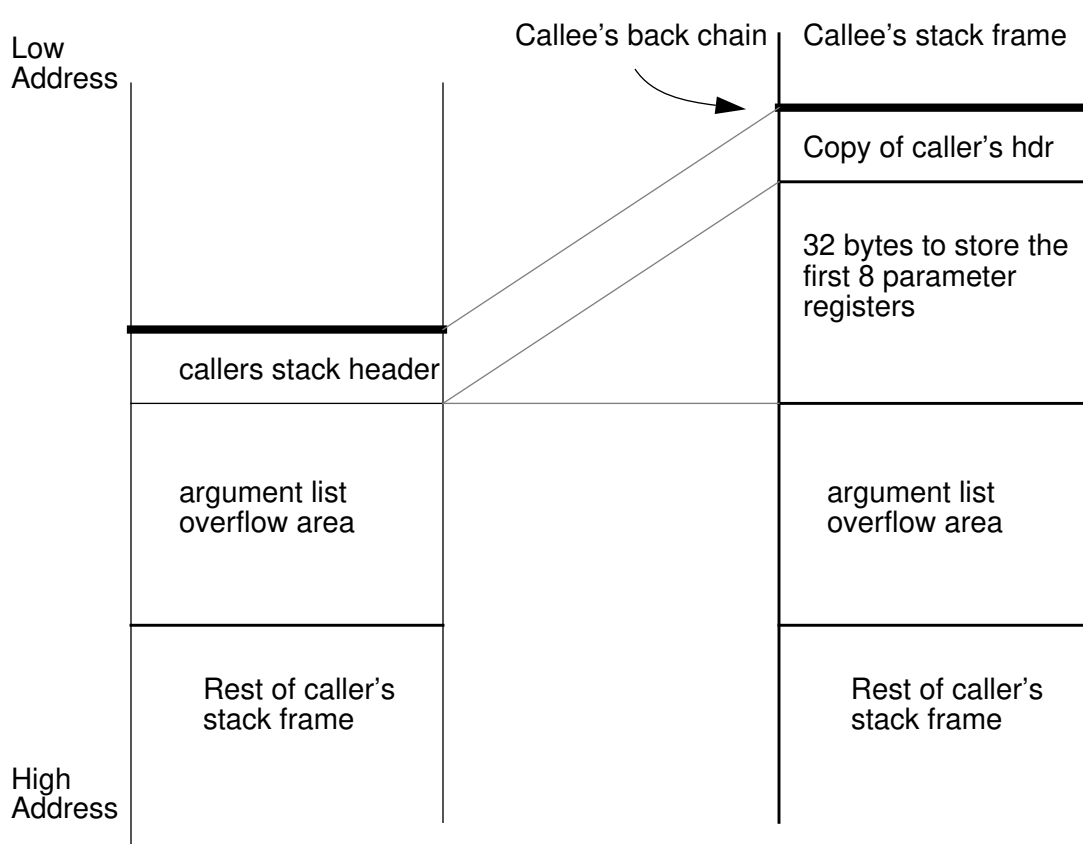 Low
Address
Callee's back chain
Callee's stack frame
Copy of caller's hdr
32 bytes to store the
first 8 parameter
registers
callers stack header
argument list
overflow area
argument list
overflow area
Rest of caller's
stack frame
Rest of caller's
stack frame
High
Address